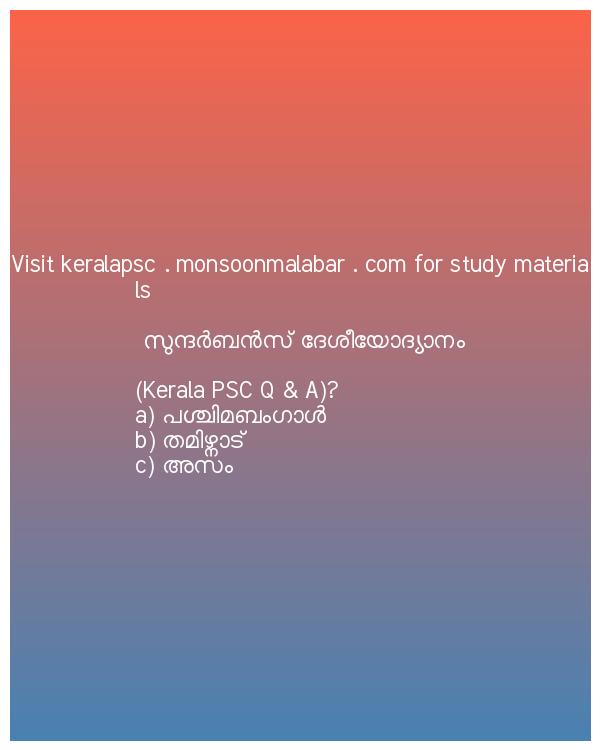 Visit keralapsc . monsoonmalabar . com for study materia
ls
സുന്ദർബൻസ് ദേശീയോദ്യാനം
(Kerala PSC Q & A)?
a) പശ്ചിമബംഗാൾ
b) തമിഴ്നാട്
c) അസം